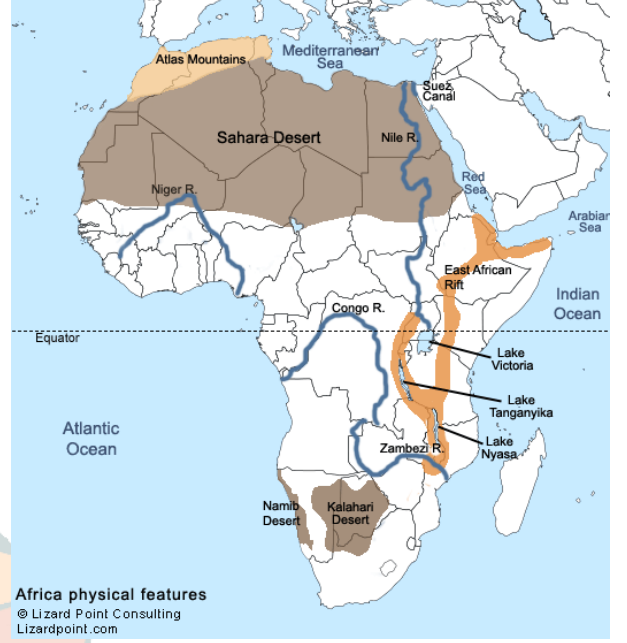 Atlas Mountains
Mediterranean
Sea
Suez
Canal
Sahara Desert
Nile R.
Niger R.
Red
Sea
Arabian
Sea
East African
Rift
Indian
Ocean
Congo R.
Equator
Lake
Victoria
Lake
Tanganyika
Atlantic
Ocean
Zambezi R.
Lake
Nyasa
Namib
Desert
Kalahari
Desert
Africa physical features
© Lizard Point Consulting
Lizardpoint.com